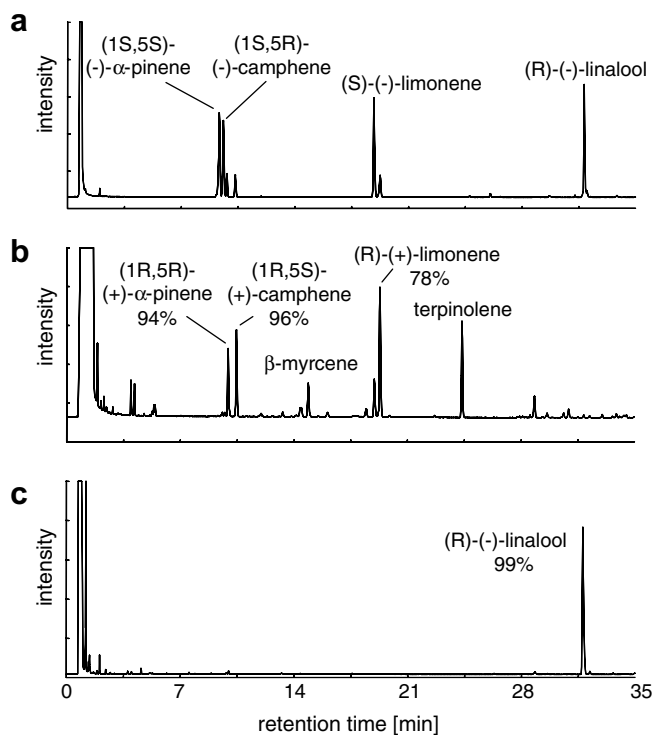 a
(1S,5S)-
(-)-α-pinene
(1S,5R)-
(-)-camphene
(S)-(-)-limonene
(R)-(-)-linalool
intensity
b
(1R,5R)-
(+)-α-pinene
94%
(1R,5S)-
(+)-camphene
96%
β-myrcene
(R)-(+)-limonene
78%
terpinolene
intensity
c
(R)-(-)-linalool
99%
intensity
0 7 14 21 28 35
retention time [min]